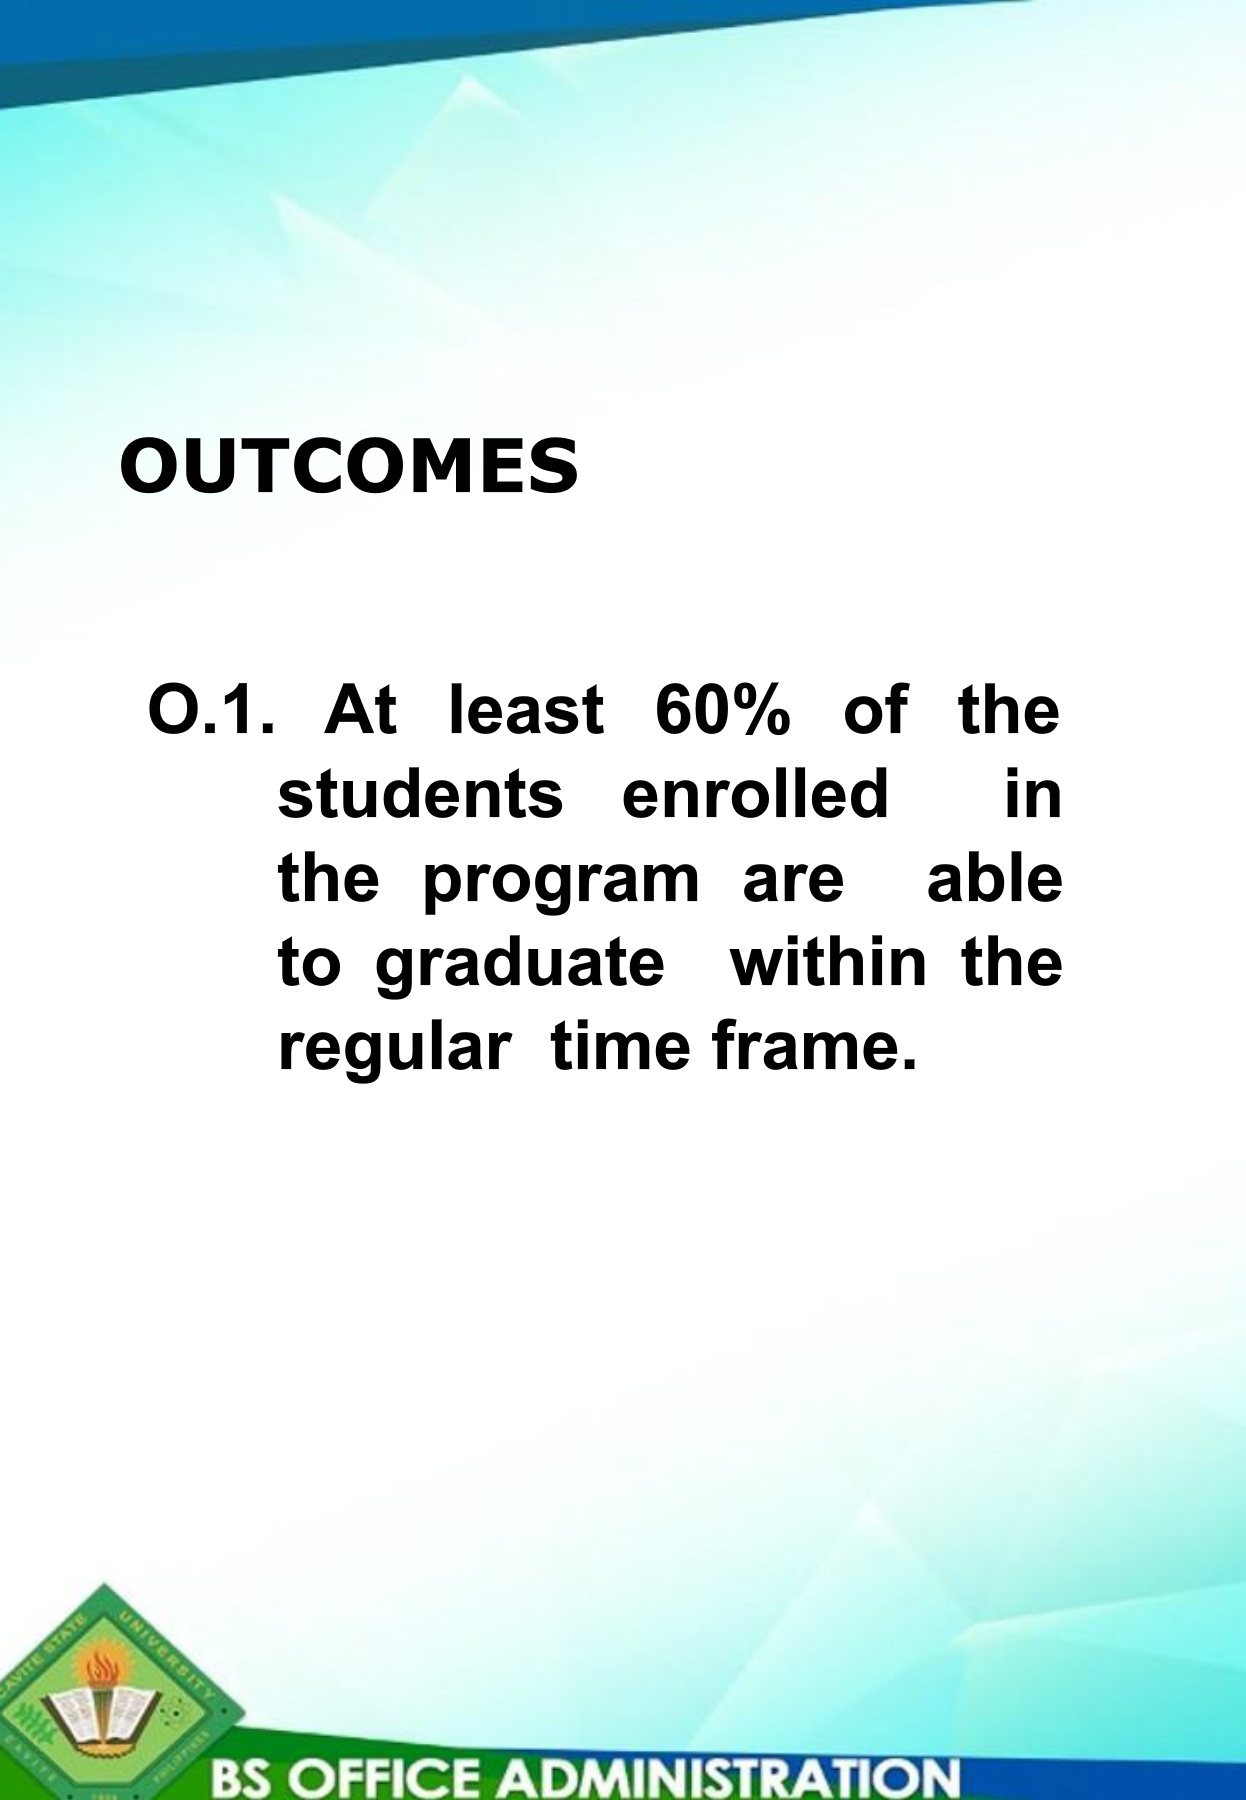 OUTCOMES
O.1. At least 60% of the
students enrolled in
the program are able
to graduate within the
regular time frame.
CAVITE STATE UNIVERSITY
CAVITE PHILIPPINES
BS OFFICE ADMINISTRATION